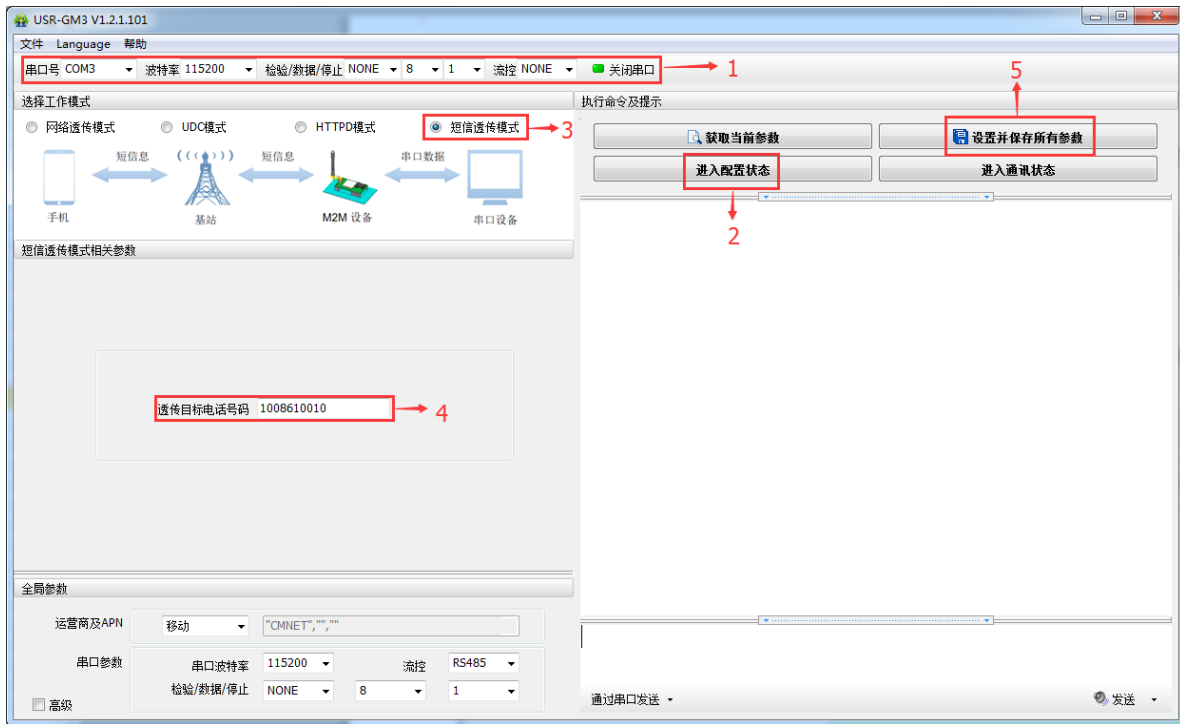 USR-GM3 V1.2.1.101
文件 Language 帮助
串口号 COM3 波特率 115200 检验/数据/停止 NONE 8 1 流控 NONE 关闭串口 1
5
选择工作模式
网络透传模式 UDC模式 HTTPD模式 短信透传模式 3
短信息 短信息 串口数据
手机 基站 M2M 设备 串口设备
短信透传模式相关参数
透传目标电话号码 1008610010 4
全局参数
运营商及APN 移动 "CMNET","",""
串口参数 串口波特率 115200 流控 RS485
检验/数据/停止 NONE 8 1
高级
执行命令及提示
获取当前参数 设置并保存所有参数
进入配置状态 进入通讯状态
2
通过串口发送 发送